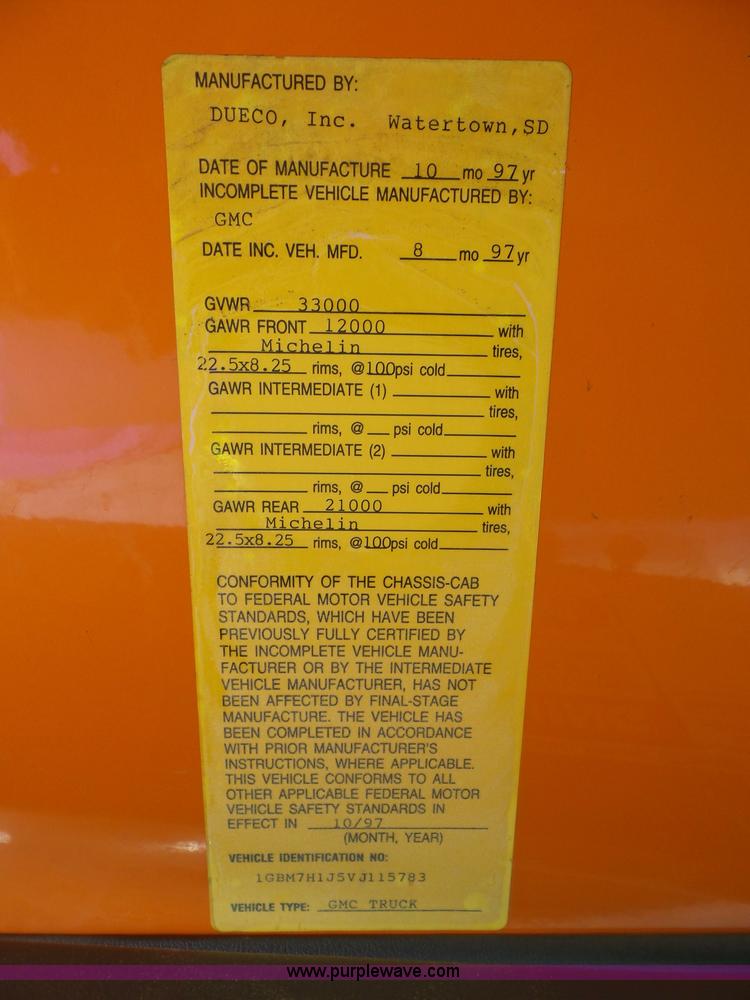 MANUFACTURED BY:
DUECO, Inc. Watertown,SD
DATE OF MANUFACTURE 10 mo 97 yr
INCOMPLETE VEHICLE MANUFACTURED BY:
GMC
DATE INC. VEH. MFD. 8 mo 97 yr
GVWR 33000
GAWR FRONT 12000 with
Michelin tires,
22.5x8.25 rims, @100psi cold
GAWR INTERMEDIATE (1) with
tires,
rims, @ psi cold
GAWR INTERMEDIATE (2) with
tires,
rims, @ psi cold
GAWR REAR 21000 with
Michelin tires,
22.5x8.25 rims, @100psi cold
CONFORMITY OF THE CHASSIS-CAB
TO FEDERAL MOTOR VEHICLE SAFETY
STANDARDS, WHICH HAVE BEEN
PREVIOUSLY FULLY CERTIFIED BY
THE INCOMPLETE VEHICLE MANU-
FACTURER OR BY THE INTERMEDIATE
VEHICLE MANUFACTURER, HAS NOT
BEEN AFFECTED BY FINAL-STAGE
MANUFACTURE. THE VEHICLE HAS
BEEN COMPLETED IN ACCORDANCE
WITH PRIOR MANUFACTURER'S
INSTRUCTIONS, WHERE APPLICABLE.
THIS VEHICLE CONFORMS TO ALL
OTHER APPLICABLE FEDERAL MOTOR
VEHICLE SAFETY STANDARDS IN
EFFECT IN 10/97
(MONTH, YEAR)
VEHICLE IDENTIFICATION NO:
1GBM7H1J5VJ115783
VEHICLE TYPE: GMC TRUCK
www.purplewave.com